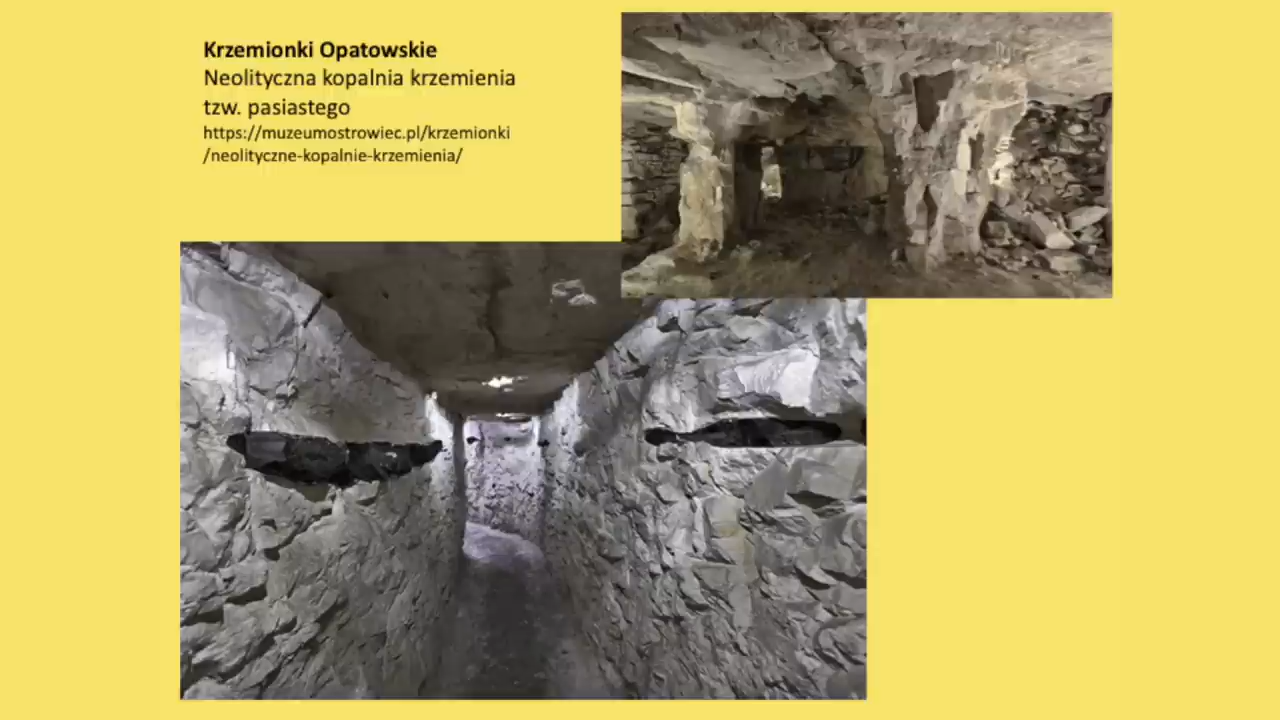 Krzemionki Opatowskie
Neolityczna kopalnia krzemienia
tzw. pasiastego
https://muzeumostrowiec.pl/krzemionki
/neolityczne-kopalnie-krzemienia/